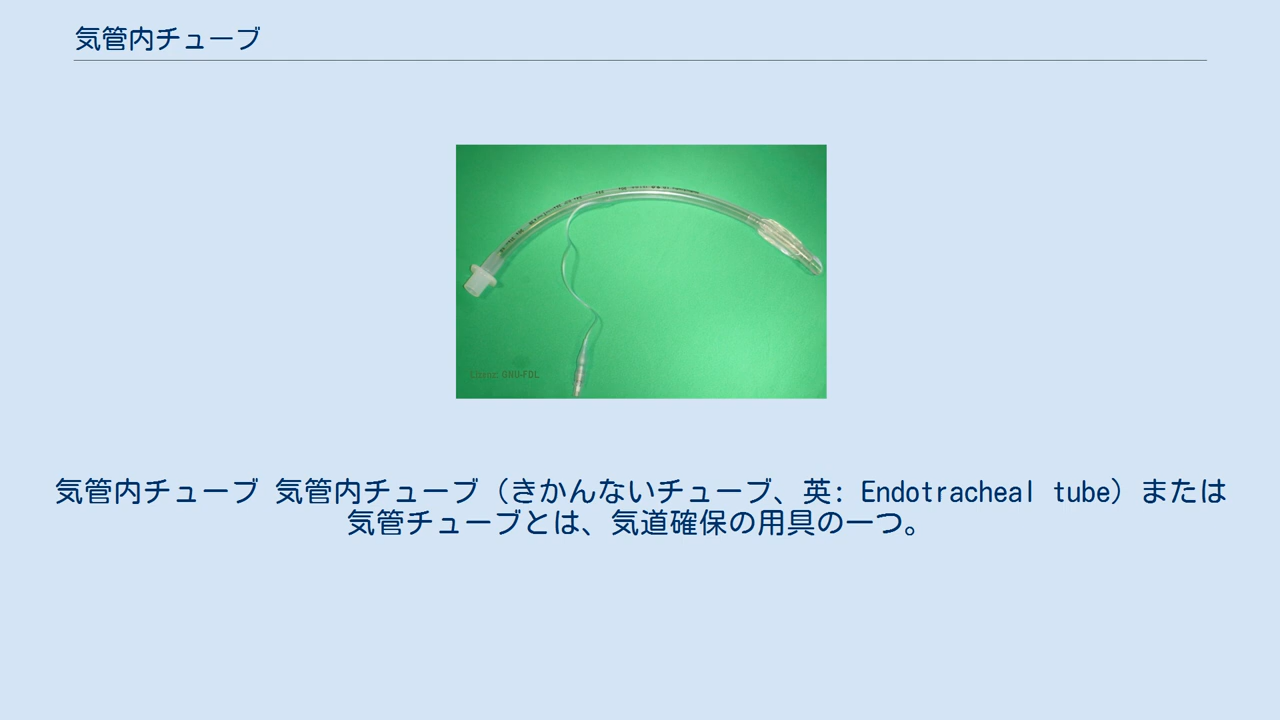 気管内チューブ
GNU-FDL
気管内チューブ 気管内チューブ（きかんないチューブ、英: Endotracheal tube）または
気管チューブとは、気道確保の用具の一つ。